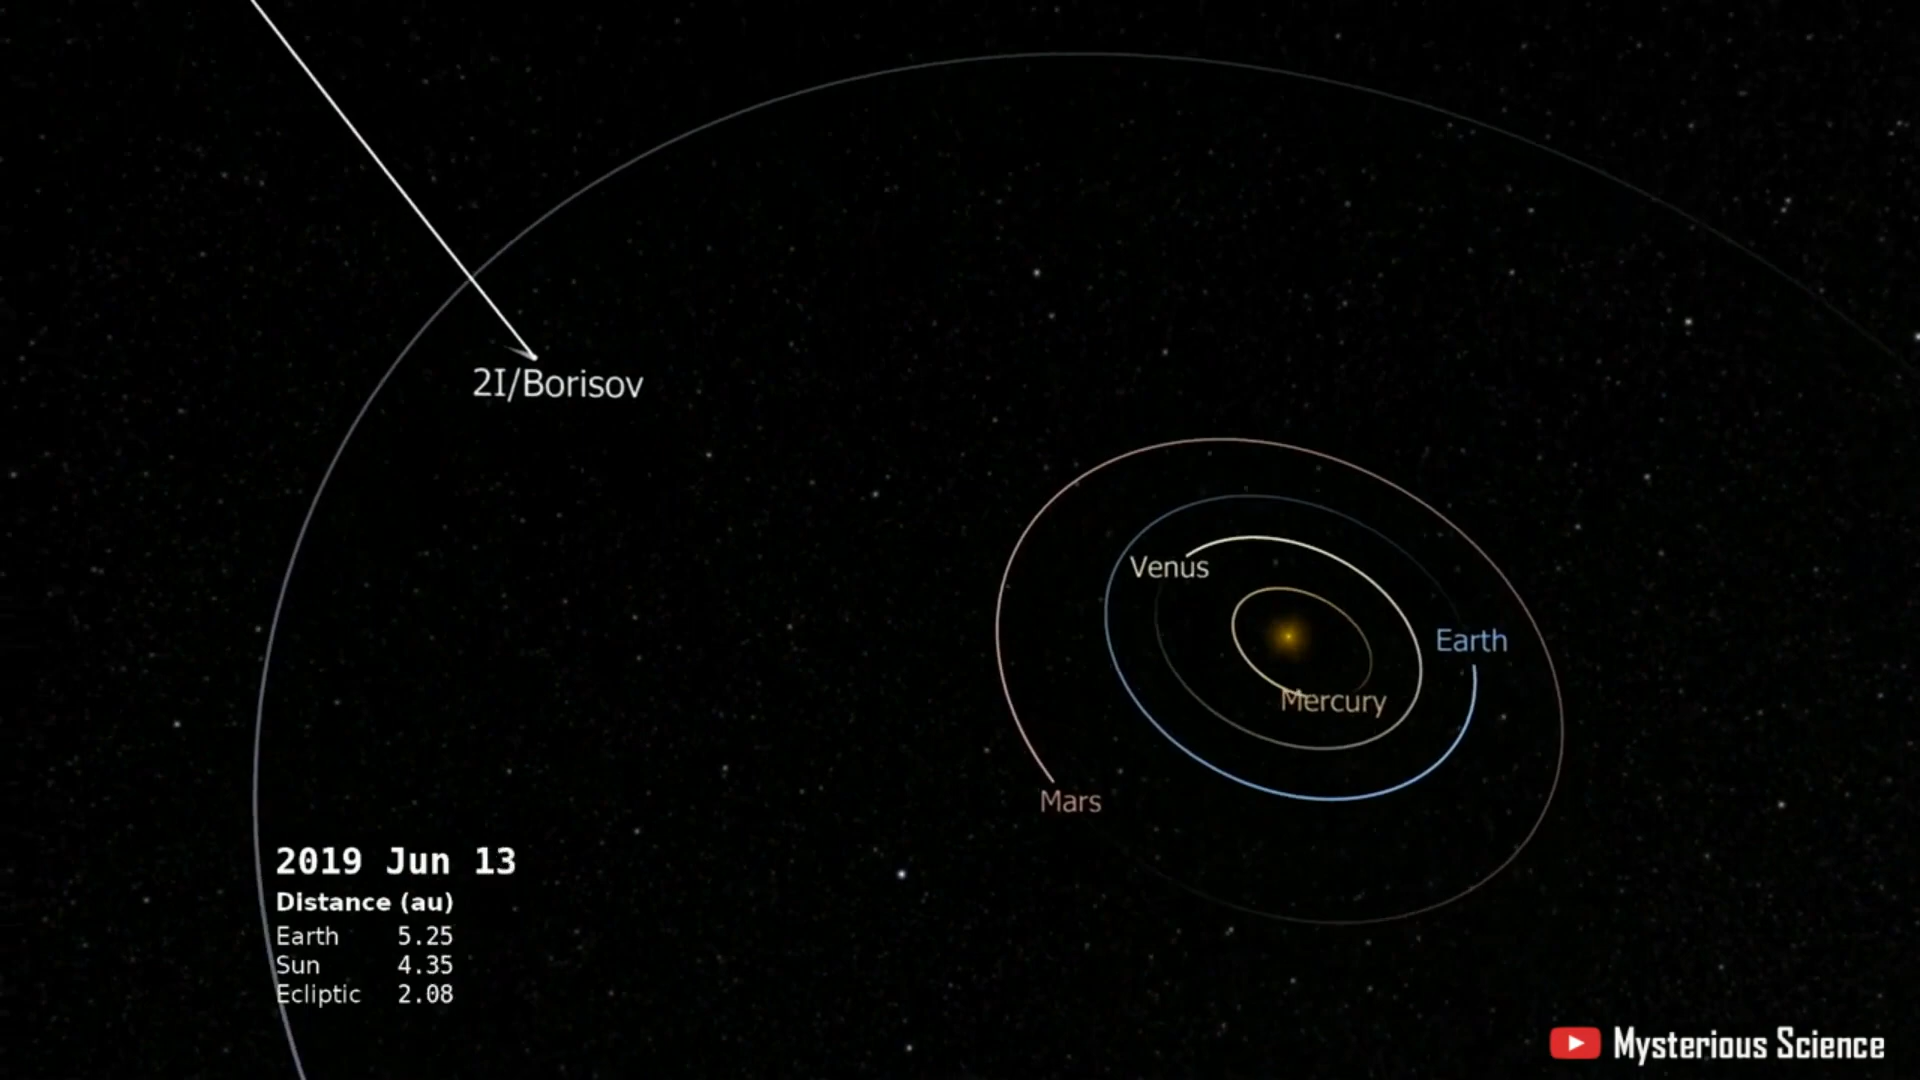 2I/Borisov
Venus
Earth
Mercury
Mars
2019 Jun 13
Distance (au)
Earth 5.25
Sun 4.35
Ecliptic 2.08
Mysterious Science